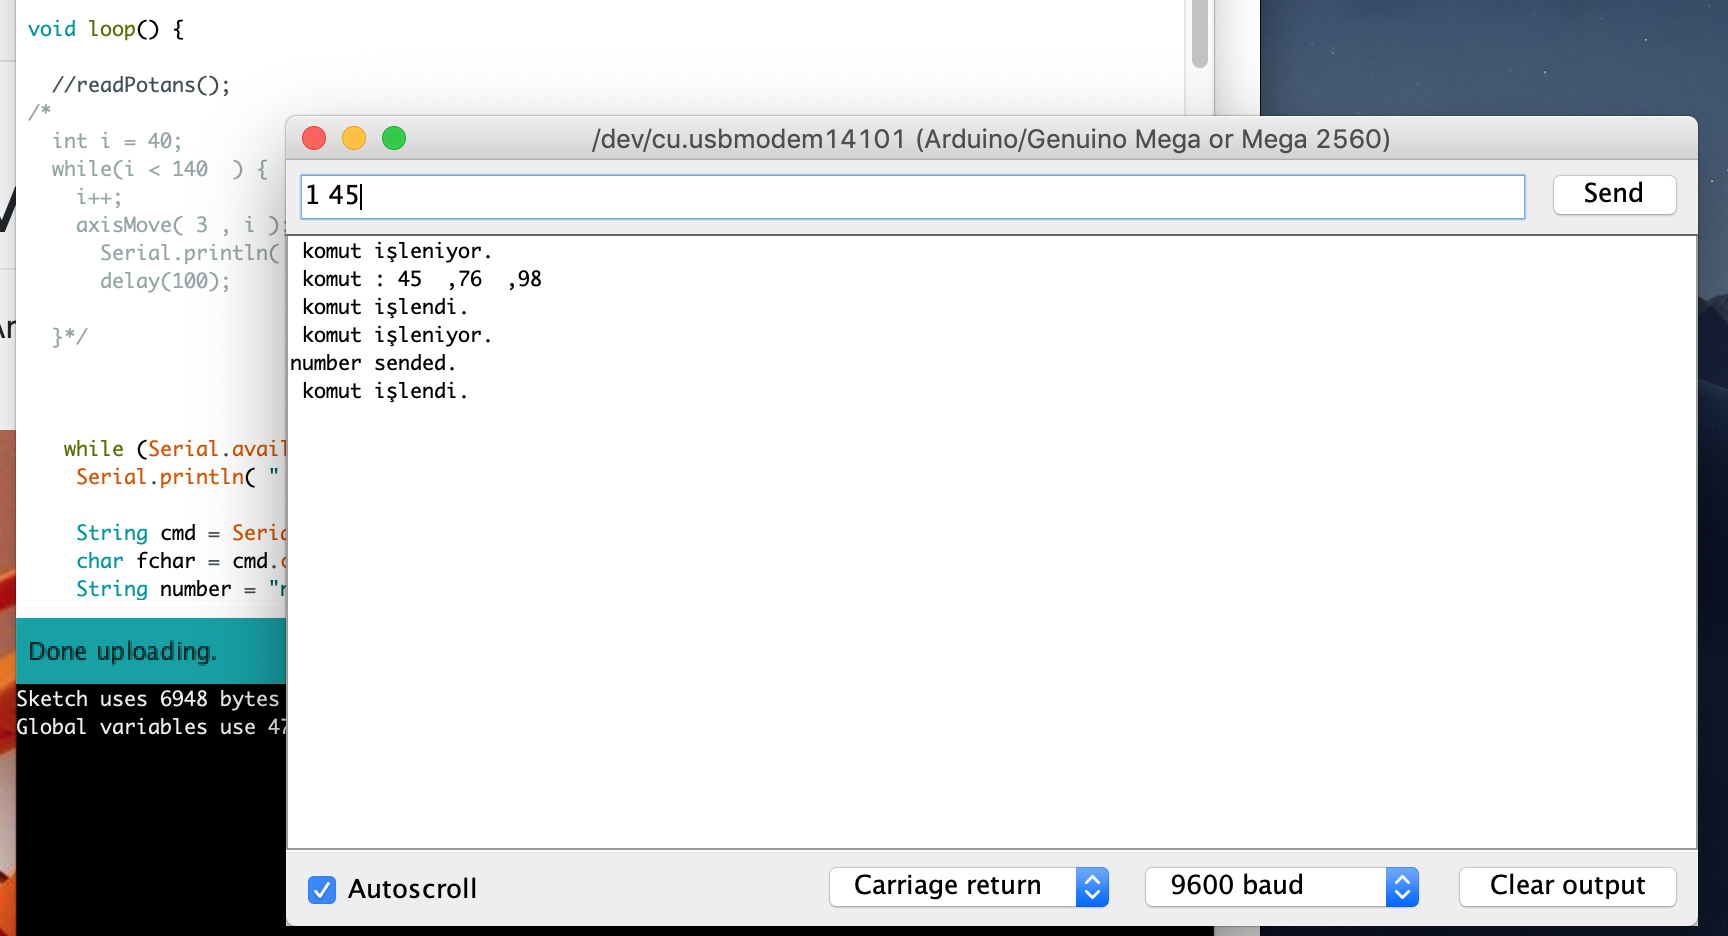 void loop() {
//readPotans();
/*
int i = 40;
while(i < 140  ) {
i++;
axisMove( 3 , i );
Serial.println(
delay(100);
}*/
while (Serial.avail
Serial.println( "
String cmd = Seri
char fchar = cmd.
String number = "
Done uploading.
Sketch uses 6948 bytes
Global variables use 47
/dev/cu.usbmodem14101 (Arduino/Genuino Mega or Mega 2560)
1 45
Send
komut işleniyor.
komut : 45  ,76  ,98
komut işlendi.
komut işleniyor.
number sended.
komut işlendi.
Autoscroll
Carriage return
9600 baud
Clear output